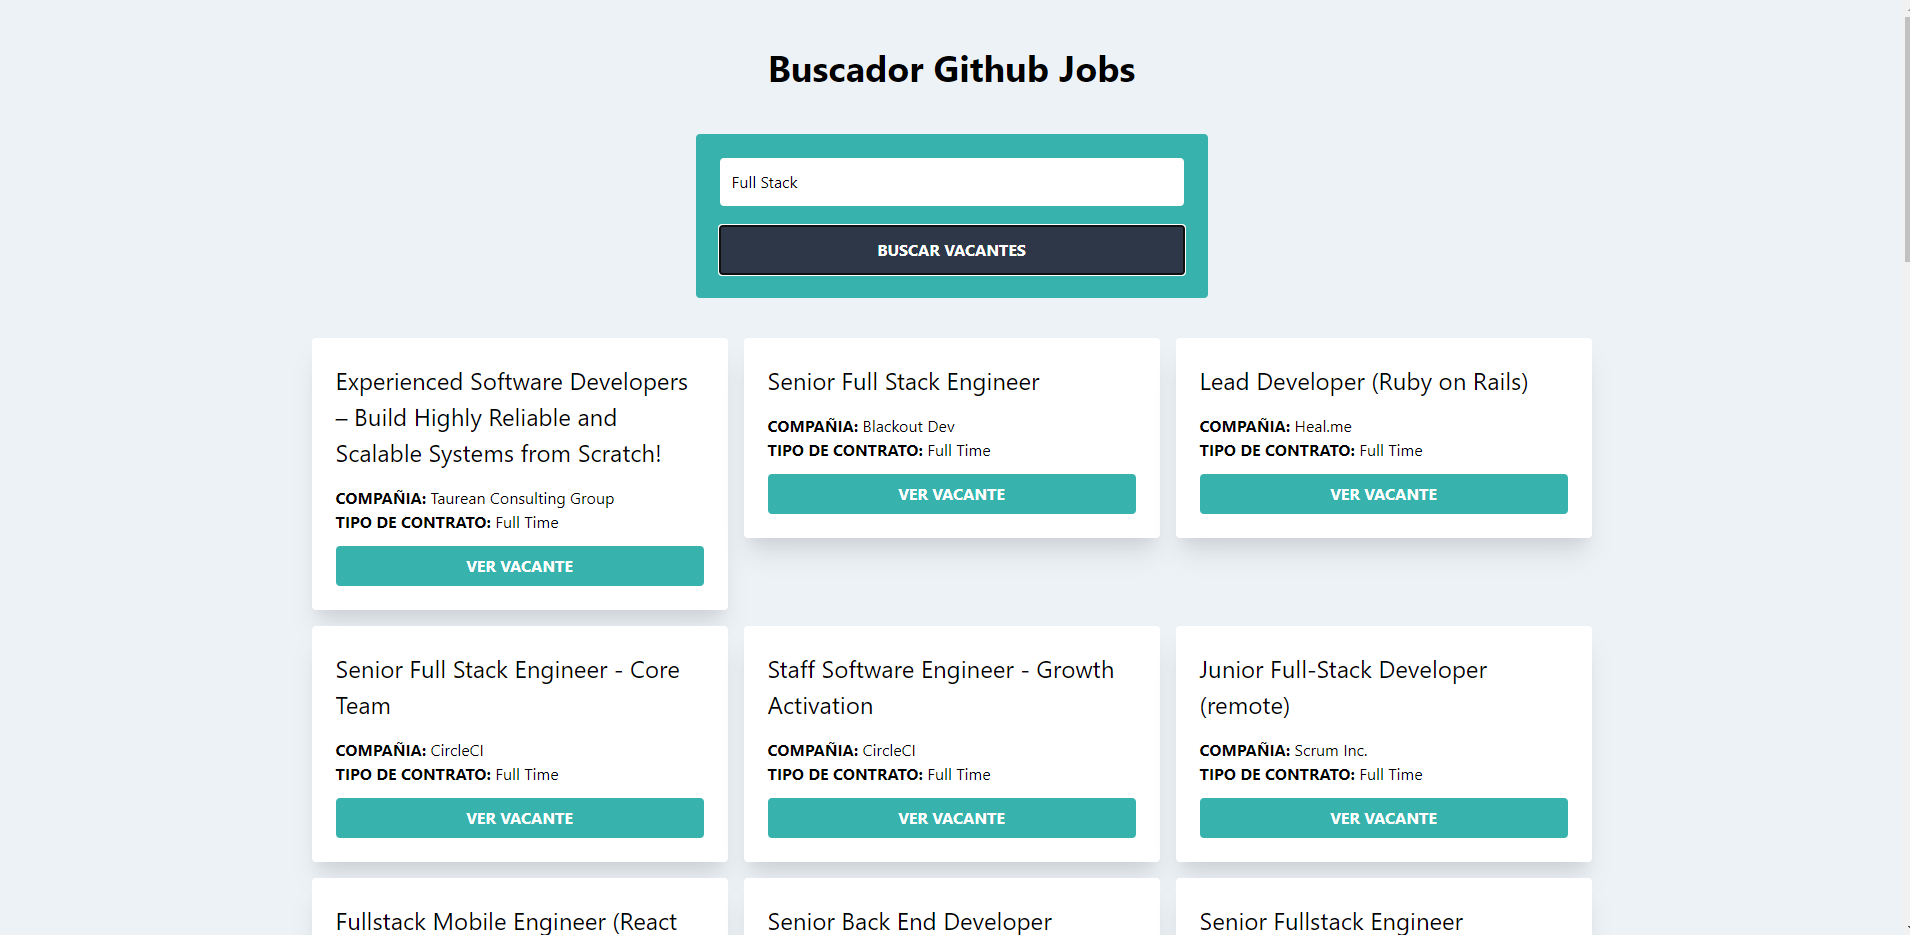 Buscador Github Jobs
Full Stack
BUSCAR VACANTES
Experienced Software Developers
– Build Highly Reliable and
Scalable Systems from Scratch!
COMPAÑIA: Taurean Consulting Group
TIPO DE CONTRATO: Full Time
VER VACANTE
Senior Full Stack Engineer
COMPAÑIA: Blackout Dev
TIPO DE CONTRATO: Full Time
VER VACANTE
Lead Developer (Ruby on Rails)
COMPAÑIA: Heal.me
TIPO DE CONTRATO: Full Time
VER VACANTE
Senior Full Stack Engineer - Core
Team
COMPAÑIA: CircleCI
TIPO DE CONTRATO: Full Time
VER VACANTE
Staff Software Engineer - Growth
Activation
COMPAÑIA: CircleCI
TIPO DE CONTRATO: Full Time
VER VACANTE
Junior Full-Stack Developer
(remote)
COMPAÑIA: Scrum Inc.
TIPO DE CONTRATO: Full Time
VER VACANTE
Fullstack Mobile Engineer (React
Senior Back End Developer
Senior Fullstack Engineer